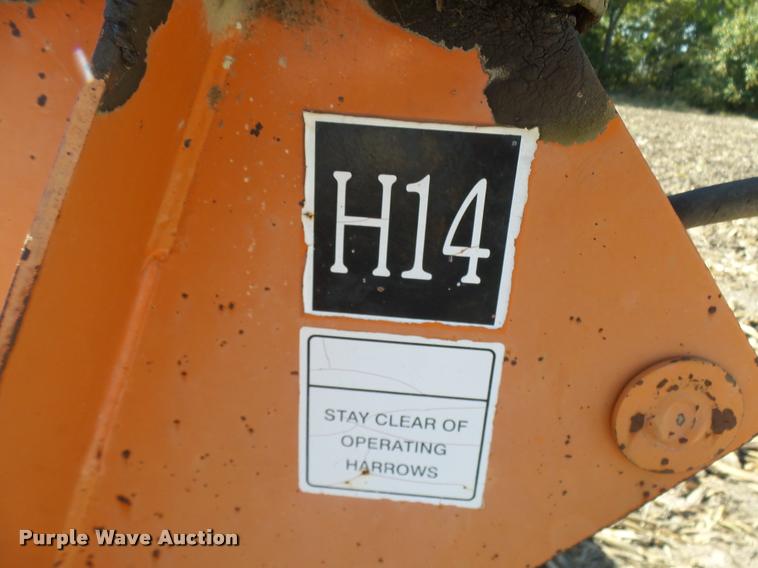 H14
STAY CLEAR OF
OPERATING
HARROWS
Purple Wave Auction